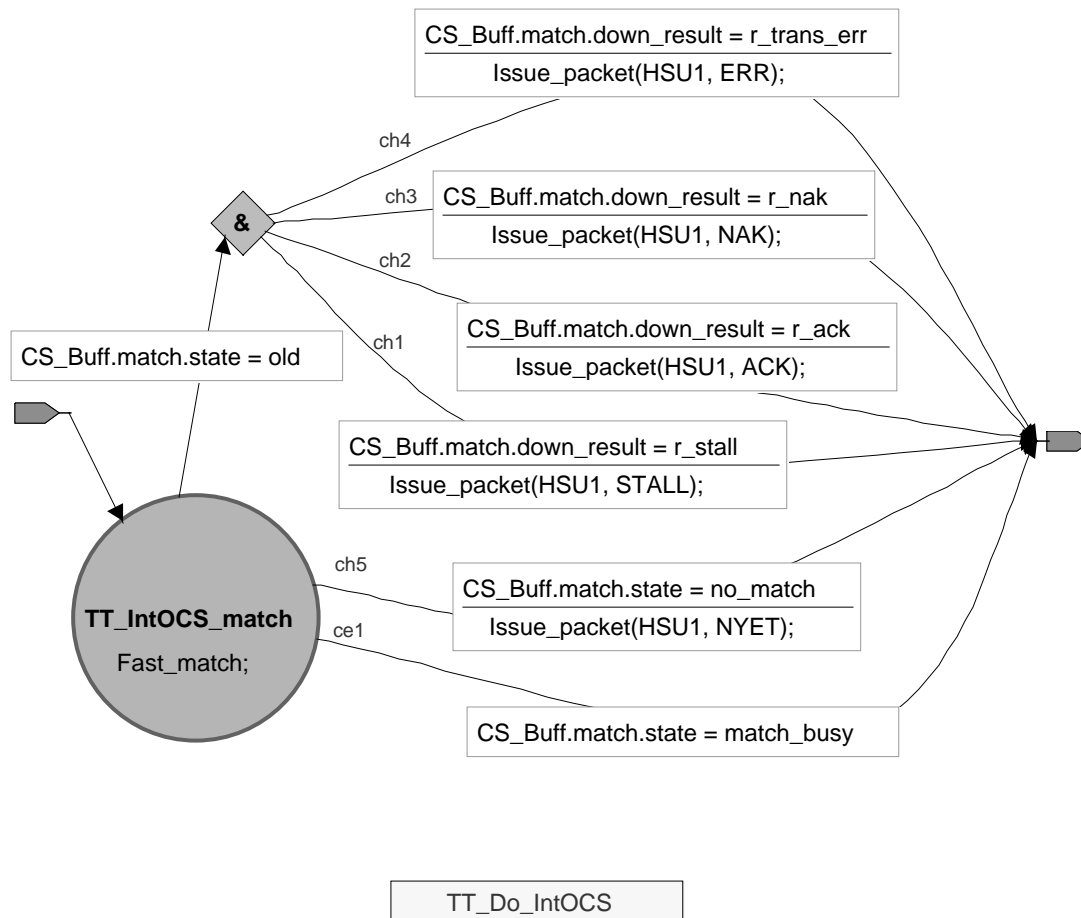 CS_Buff.match.down_result = r_trans_err
Issue_packet(HSU1, ERR);
ch4
ch3
CS_Buff.match.down_result = r_nak
Issue_packet(HSU1, NAK);
&
ch2
CS_Buff.match.down_result = r_ack
Issue_packet(HSU1, ACK);
ch1
CS_Buff.match.state = old
CS_Buff.match.down_result = r_stall
Issue_packet(HSU1, STALL);
ch5
CS_Buff.match.state = no_match
Issue_packet(HSU1, NYET);
TT_IntOCS_match
Fast_match;
ce1
CS_Buff.match.state = match_busy
TT_Do_IntOCS